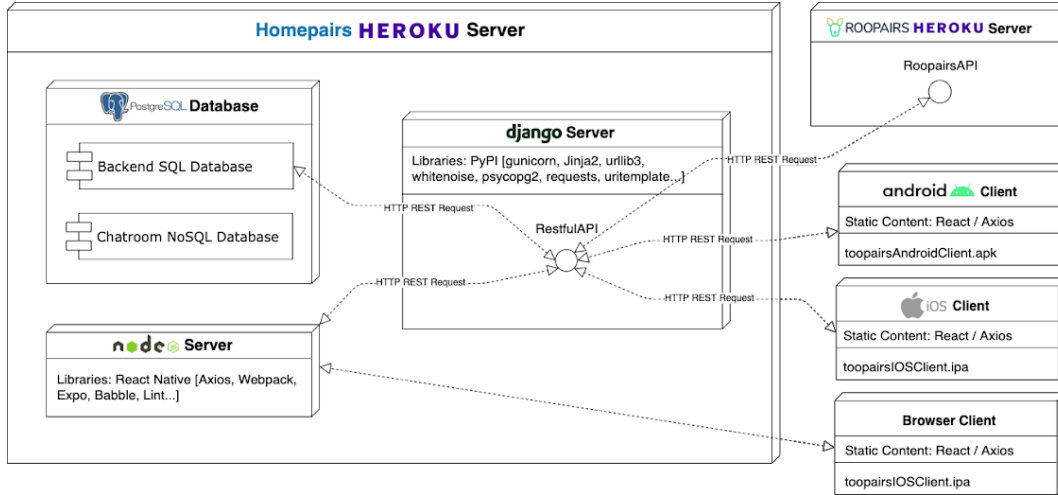 Homepairs HEROKU Server
PostgreSQL Database
Backend SQL Database
Chatroom NoSQL Database
django Server
Libraries: PyPI [gunicorn, Jinja2, urllib3,
whitenoise, psycopg2, requests, uritemplate...]
RestfulAPI
HTTP REST Request
HTTP REST Request
HTTP REST Request
HTTP REST Request
HTTP REST Request
node Server
Libraries: React Native [Axios, Webpack,
Expo, Babble, Lint...]
ROOPAIRS HEROKU Server
RoopairsAPI
android Client
Static Content: React / Axios
toopairsAndroidClient.apk
iOS Client
Static Content: React / Axios
toopairsIOSClient.ipa
Browser Client
Static Content: React / Axios
toopairsIOSClient.ipa